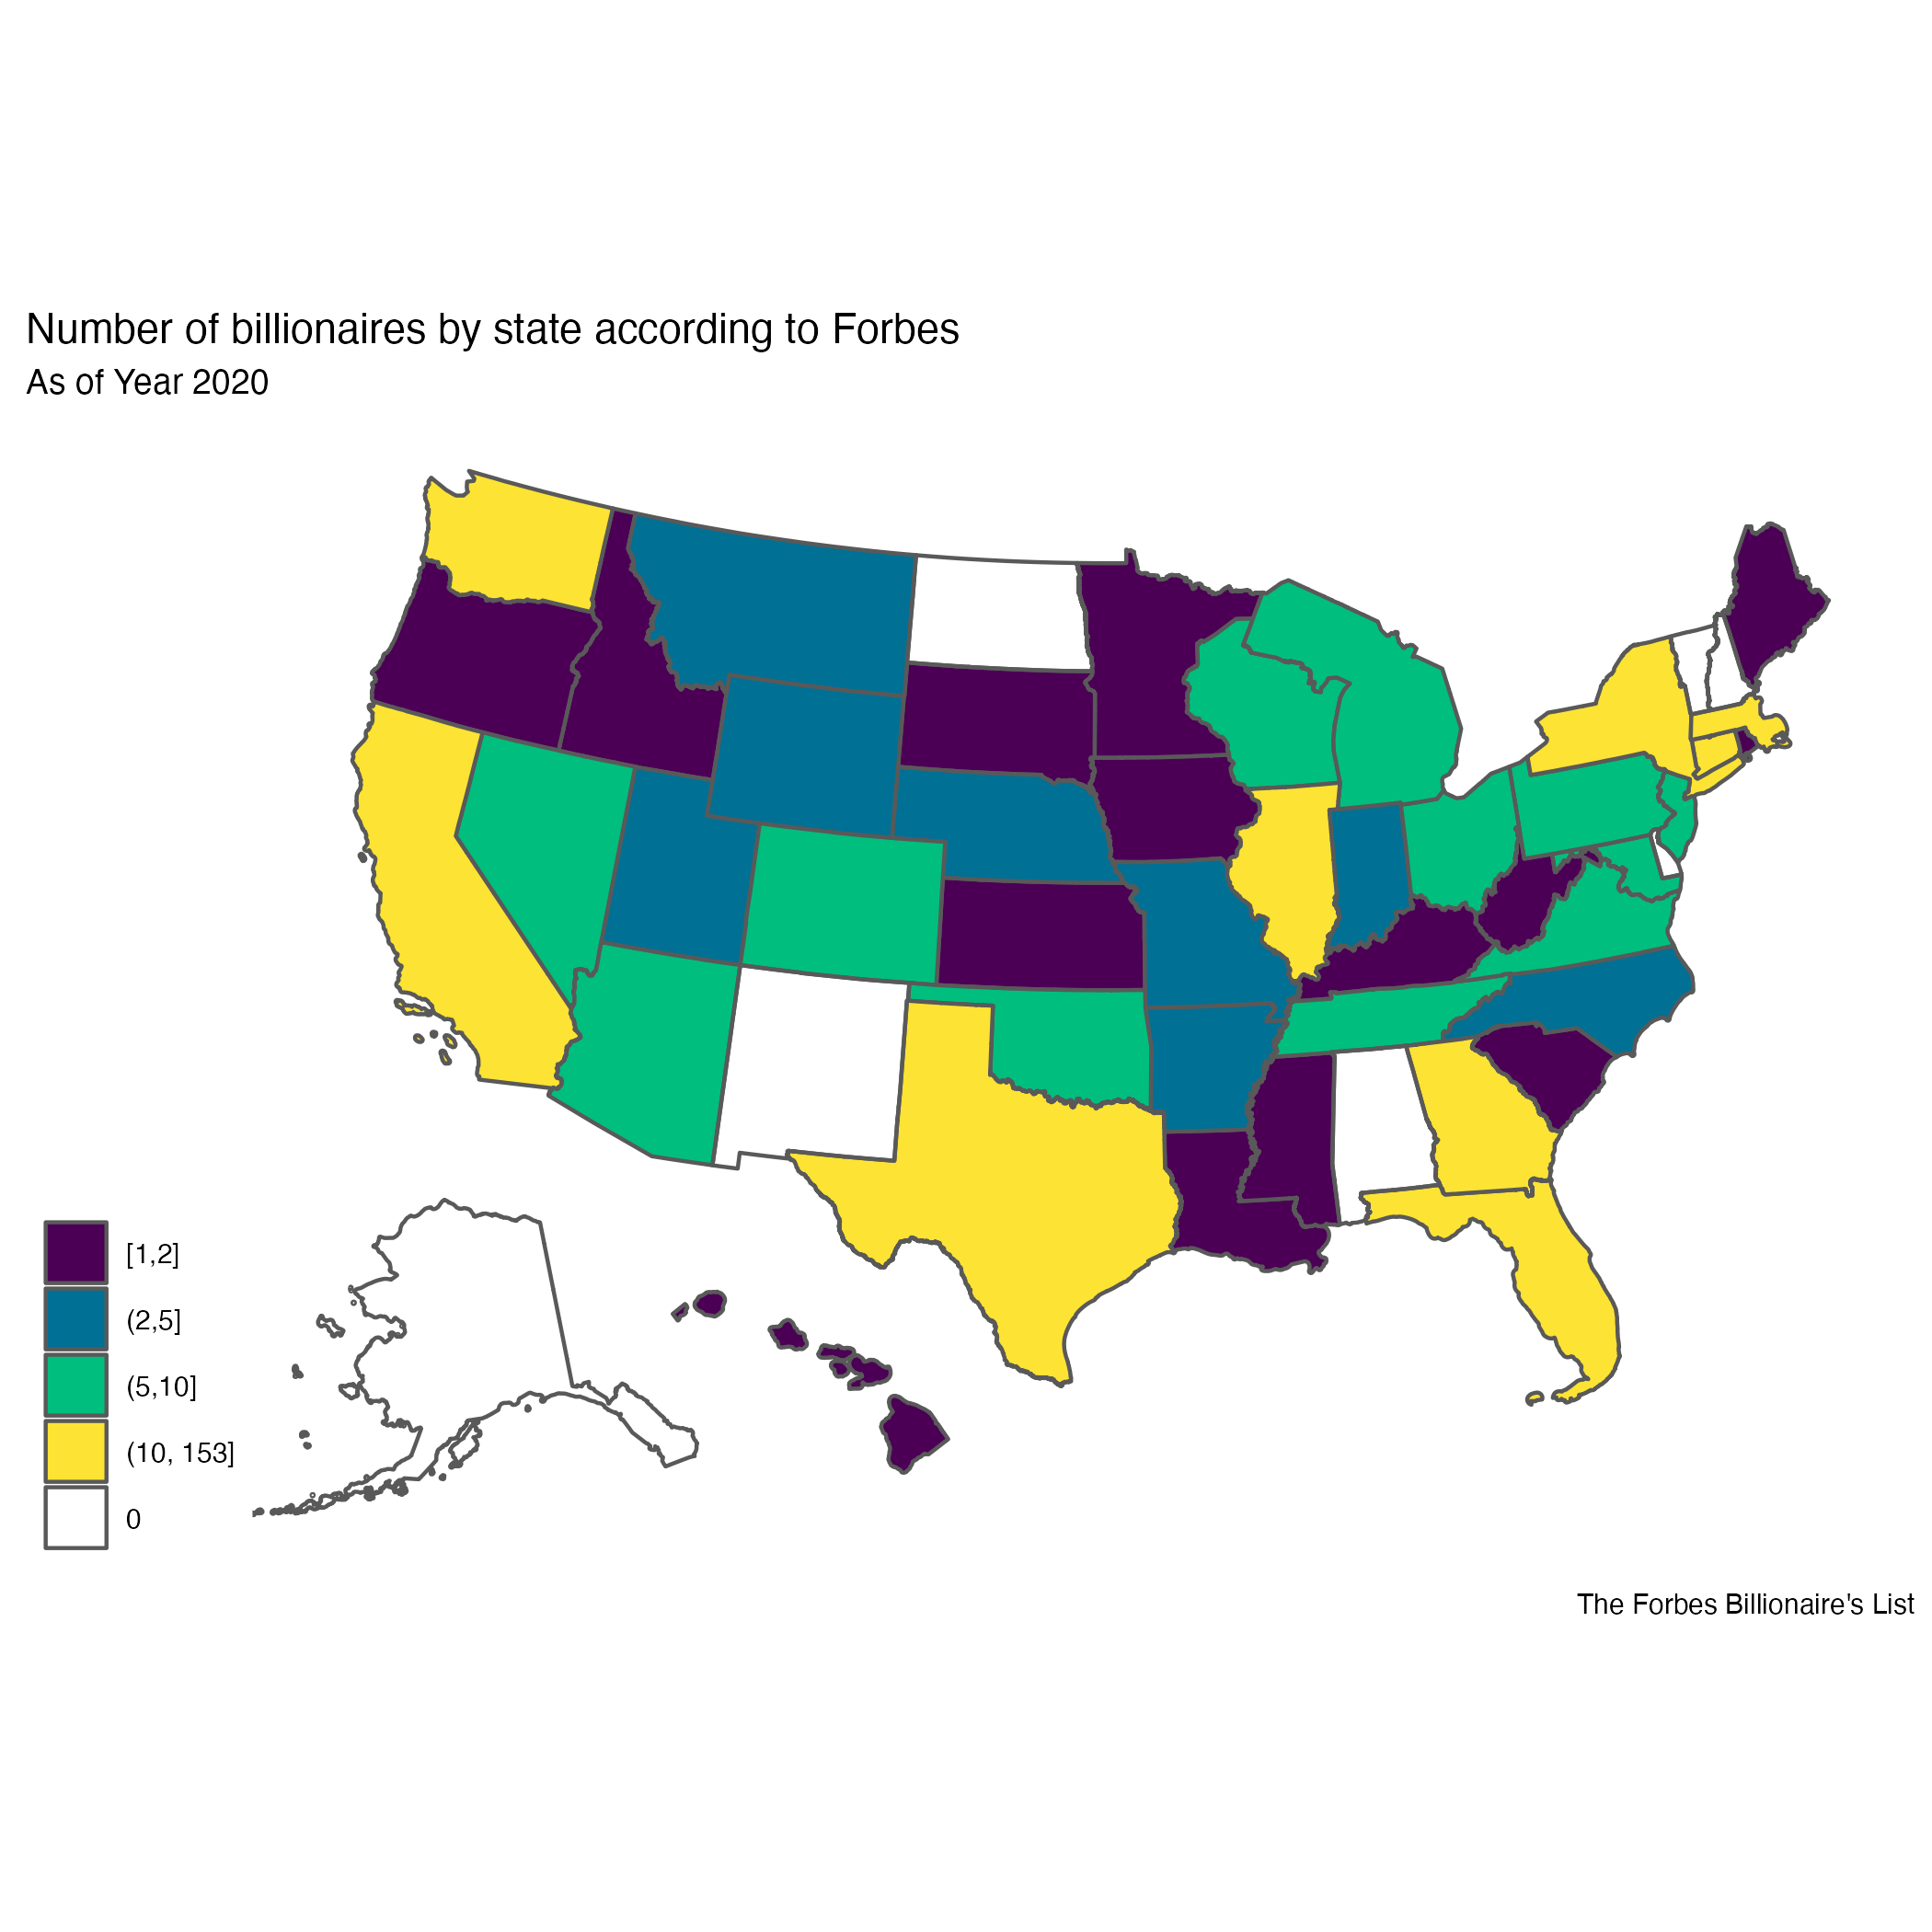 Number of billionaires by state according to Forbes
As of Year 2020
[1,2]
(2,5]
(5,10]
(10, 153]
0
The Forbes Billionaire's List